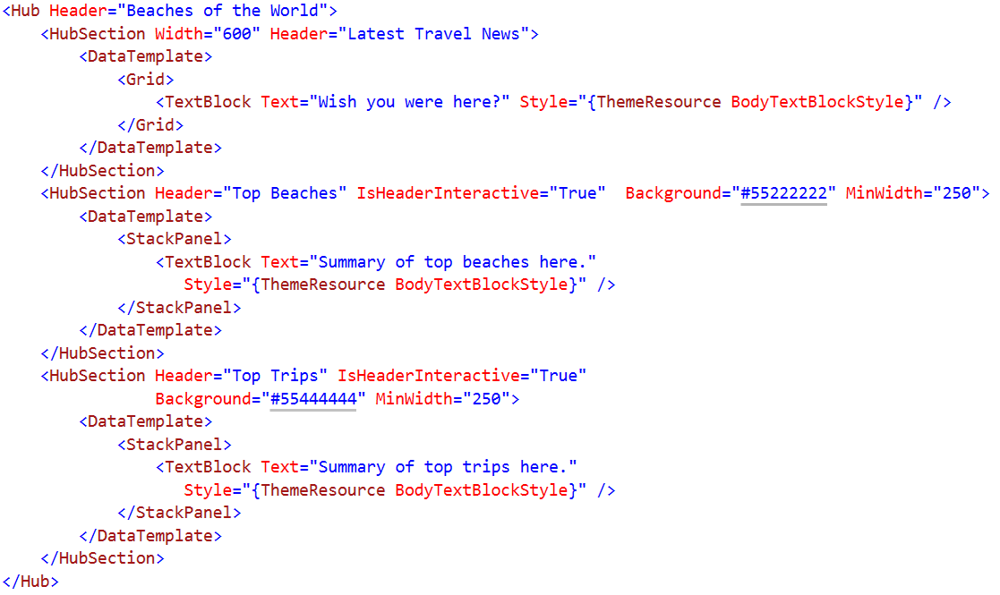 <Hub Header="Beaches of the World">
    <HubSection Width="600" Header="Latest Travel News">
        <DataTemplate>
            <Grid>
                <TextBlock Text="Wish you were here?" Style="{ThemeResource BodyTextBlockStyle}" />
            </Grid>
        </DataTemplate>
    </HubSection>
    <HubSection Header="Top Beaches" IsHeaderInteractive="True"  Background="#55222222" MinWidth="250">
        <DataTemplate>
            <StackPanel>
                <TextBlock Text="Summary of top beaches here."
                   Style="{ThemeResource BodyTextBlockStyle}" />
            </StackPanel>
        </DataTemplate>
    </HubSection>
    <HubSection Header="Top Trips" IsHeaderInteractive="True"
                Background="#55444444" MinWidth="250">
        <DataTemplate>
            <StackPanel>
                <TextBlock Text="Summary of top trips here."
                   Style="{ThemeResource BodyTextBlockStyle}" />
            </StackPanel>
        </DataTemplate>
    </HubSection>
</Hub>